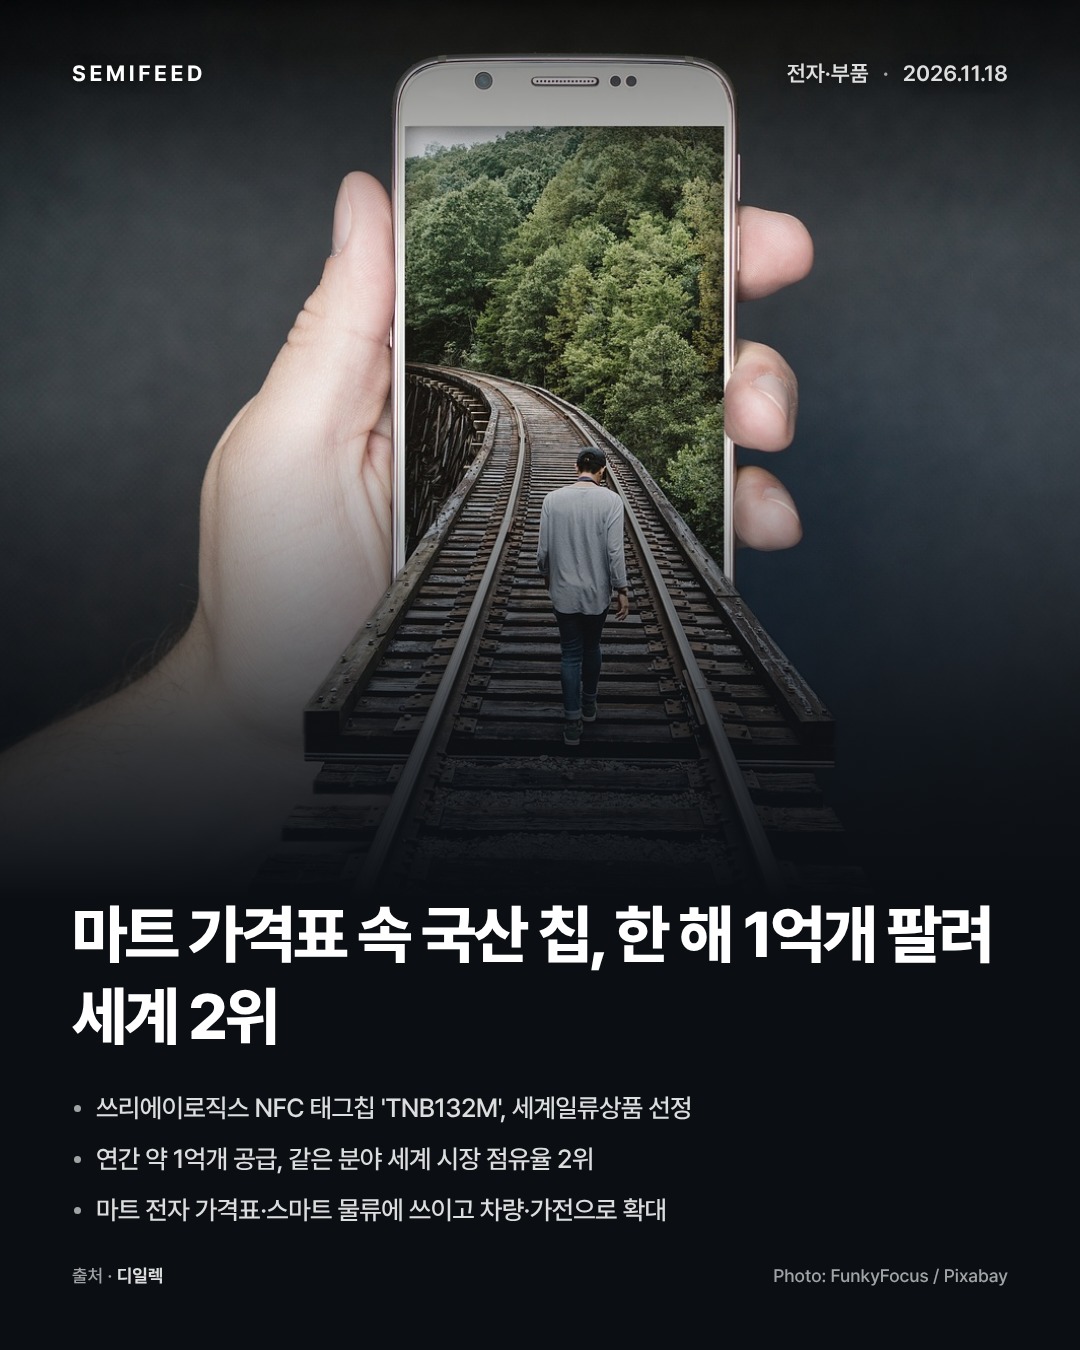 SEMIFEED
전자·부품 · 2026.11.18
마트 가격표 속 국산 칩, 한 해 1억개 팔려
세계 2위
• 쓰리에이로직스 NFC 태그칩 'TNB132M', 세계일류상품 선정
• 연간 약 1억개 공급, 같은 분야 세계 시장 점유율 2위
• 마트 전자 가격표·스마트 물류에 쓰이고 차량·가전으로 확대
출처 · 디일렉
Photo: FunkyFocus / Pixabay